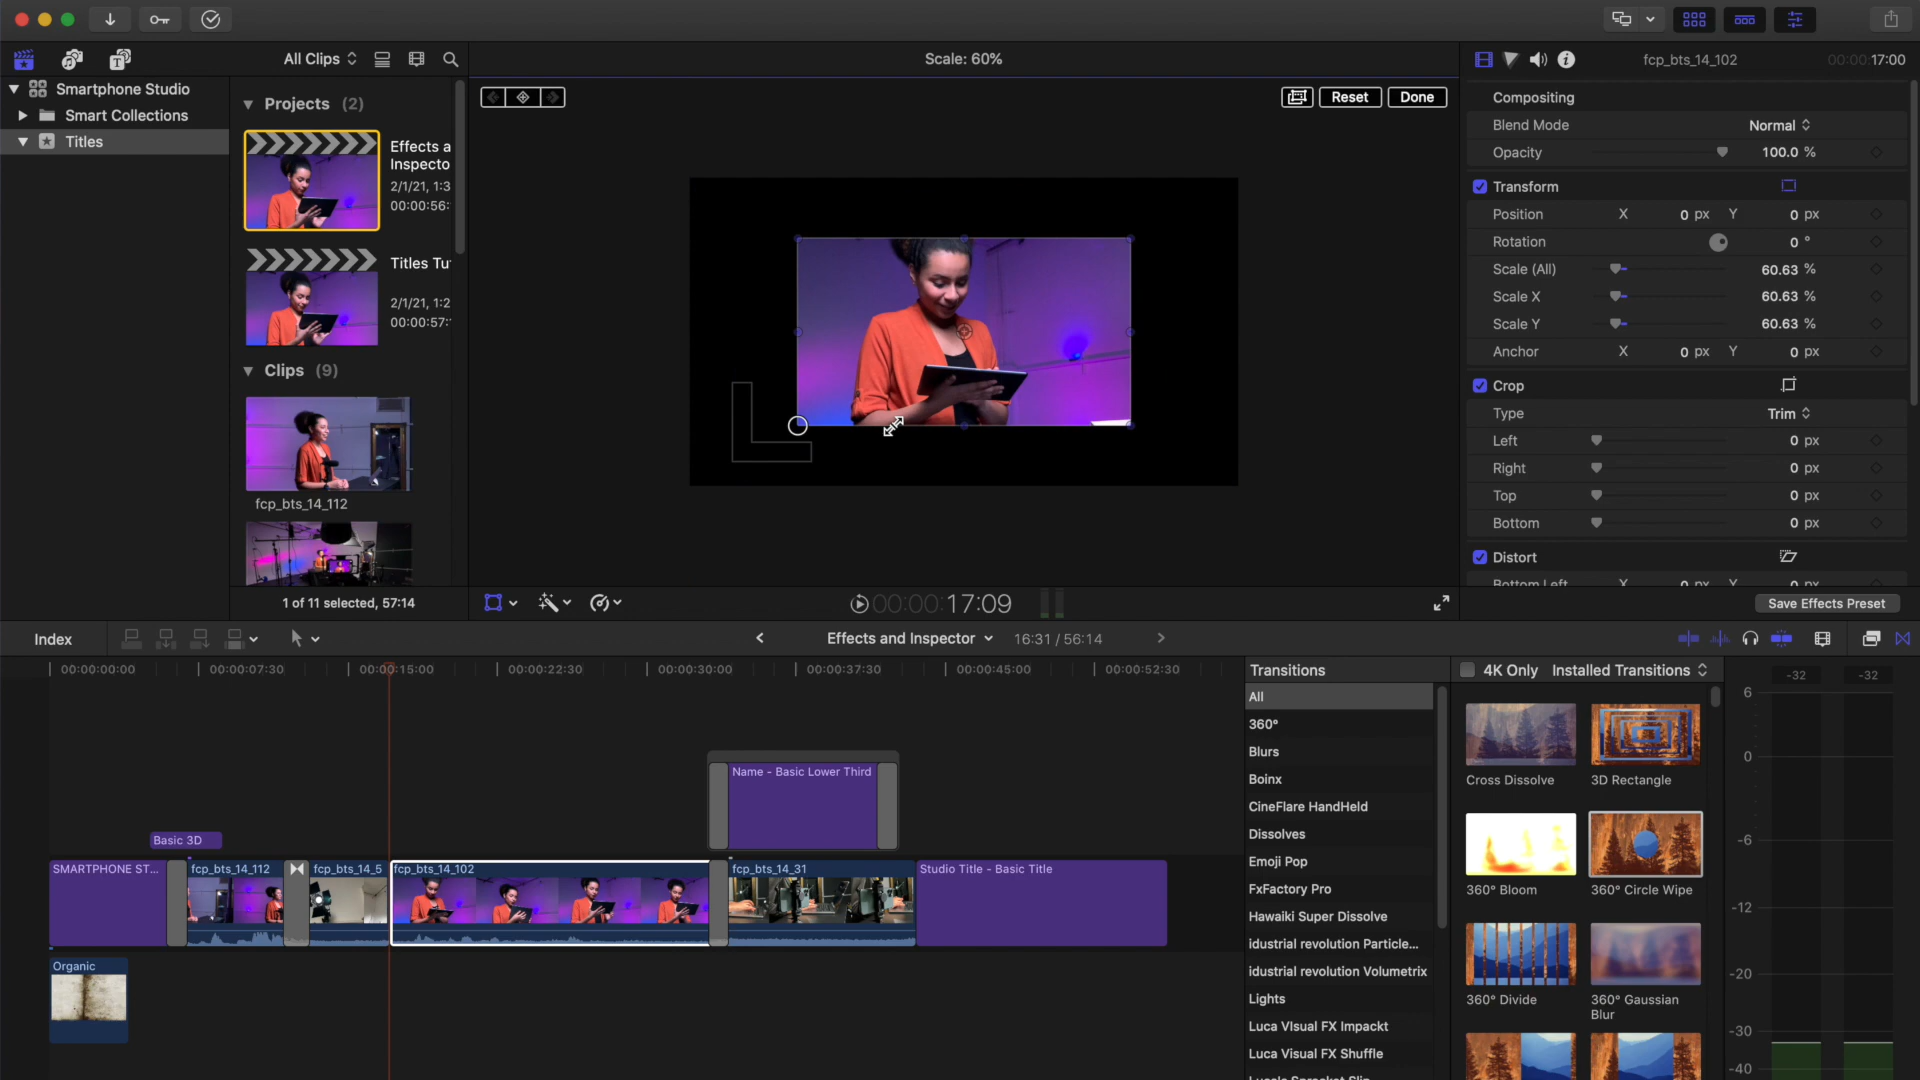 All Clips
Scale: 60%
fcp_bts_14_102
00:00:00:17:00
Smartphone Studio
Smart Collections
Titles
Projects (2)
Effects a
Inspecto
2/1/21, 1:3
00:00:56:
Titles Tu
2/1/21, 1:2
00:00:57:
Clips (9)
fcp_bts_14_112
1 of 11 selected, 57:14
Reset
Done
Compositing
Blend Mode Normal
Opacity 100.0 %
Transform
Position X 0 px Y 0 px
Rotation 0 °
Scale (All) 60.63 %
Scale X 60.63 %
Scale Y 60.63 %
Anchor X 0 px Y 0 px
Crop
Type Trim
Left 0 px
Right 0 px
Top 0 px
Bottom 0 px
Distort
Bottom Left X 0 px Y 0 px
00:00:17:09
Save Effects Preset
Index
Effects and Inspector 16:31 / 56:14
00:00:00:00 00:00:07:30 00:00:15:00 00:00:22:30 00:00:30:00 00:00:37:30 00:00:45:00 00:00:52:30
Name - Basic Lower Third
Basic 3D
SMARTPHONE ST... fcp_bts_14_112 fcp_bts_14_5 fcp_bts_14_102 fcp_bts_14_31 Studio Title - Basic Title
Organic
Transitions
All
360°
Blurs
Boinx
CineFlare HandHeld
Dissolves
Emoji Pop
FxFactory Pro
Hawaiki Super Dissolve
idustrial revolution Particle...
idustrial revolution Volumetrix
Lights
Luca VIsual FX Impackt
Luca Visual FX Shuffle
4K Only Installed Transitions
Cross Dissolve
3D Rectangle
360° Bloom
360° Circle Wipe
360° Divide
360° Gaussian
Blur
-32 -32
6
0
-6
-12
-20
-30
-40